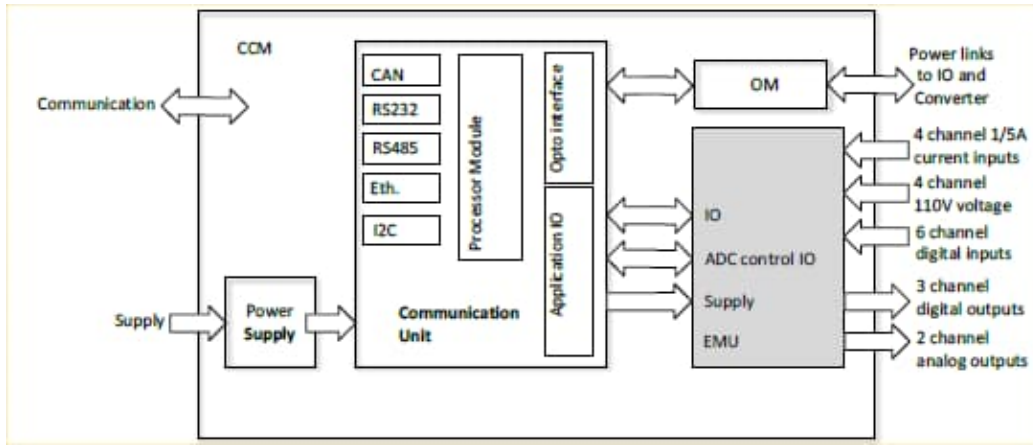 CCM
Communication
CAN
RS232
RS485
Eth.
I2C
Processor Module
Opto interface
Application IO
Communication
Unit
Supply
Power
Supply
OM
IO
ADC control IO
Supply
EMU
Power links
to IO and
Converter
4 channel 1/5A
current inputs
4 channel
110V voltage
6 channel
digital inputs
3 channel
digital outputs
2 channel
analog outputs